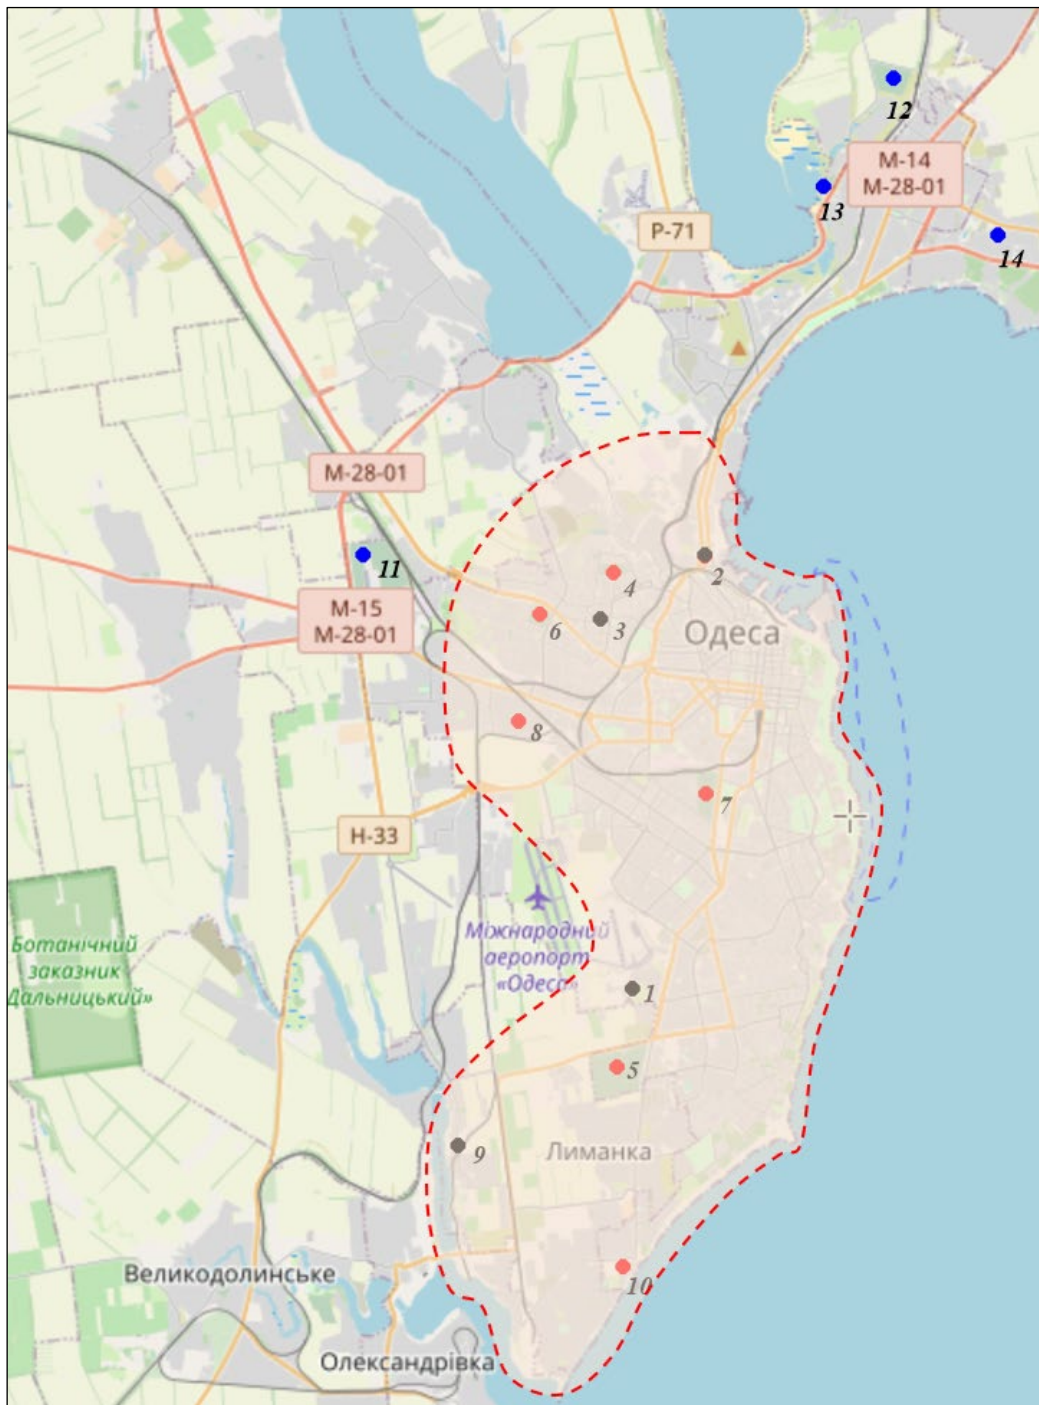 12
М-14
М-28-01
13
Р-71
14
М-28-01
11
2
4
М-15
М-28-01
6
3
Одеса
8
7
Н-33
Міжнародний
аеропорт
«Одеса»
Ботанічний
заказник
Дальницький»
1
5
9
Лиманка
10
Великодолинське
Олександрівка